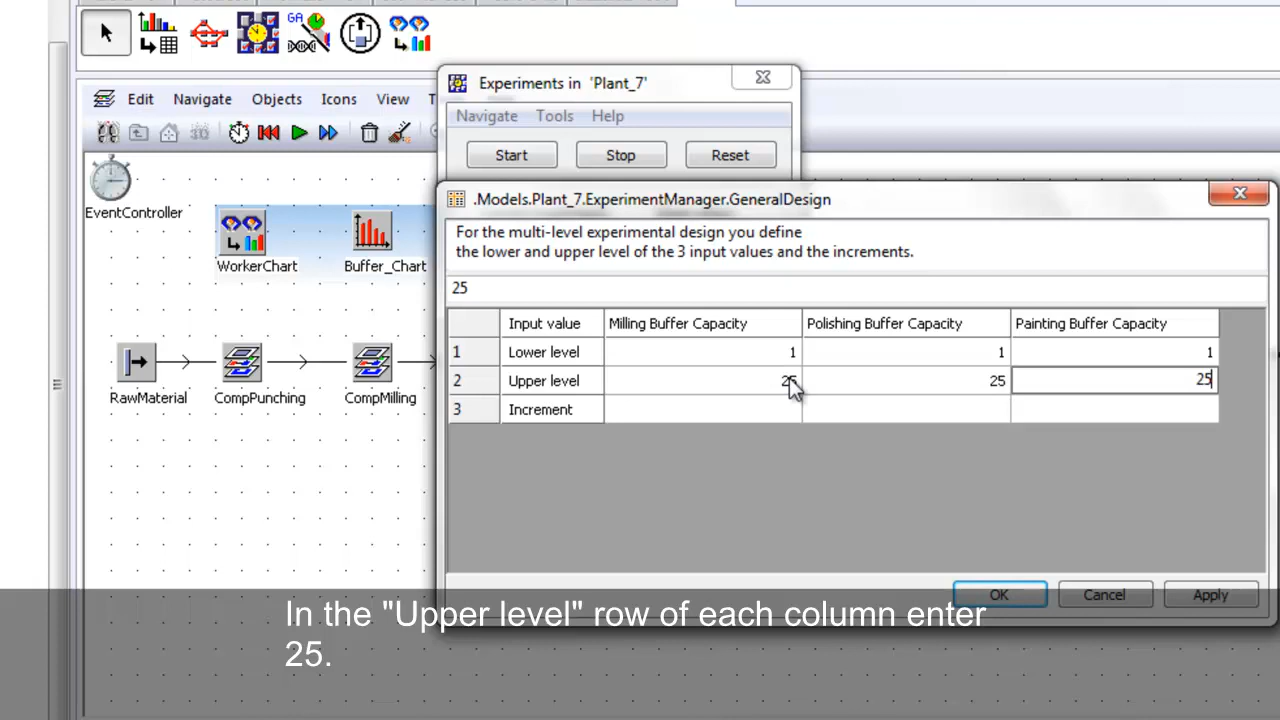 GA
Experiments in 'Plant_7'
Edit Navigate Objects Icons View
Navigate Tools Help
Start Stop Reset
EventController
.Models.Plant_7.ExperimentManager.GeneralDesign
For the multi-level experimental design you define
the lower and upper level of the 3 input values and the increments.
WorkerChart Buffer_Chart
25
Input value Milling Buffer Capacity Polishing Buffer Capacity Painting Buffer Capacity
1 Lower level 1 1 1
2 Upper level 25 25 25
3 Increment
RawMaterial CompPunching CompMilling
OK Cancel Apply
In the "Upper level" row of each column enter
25.